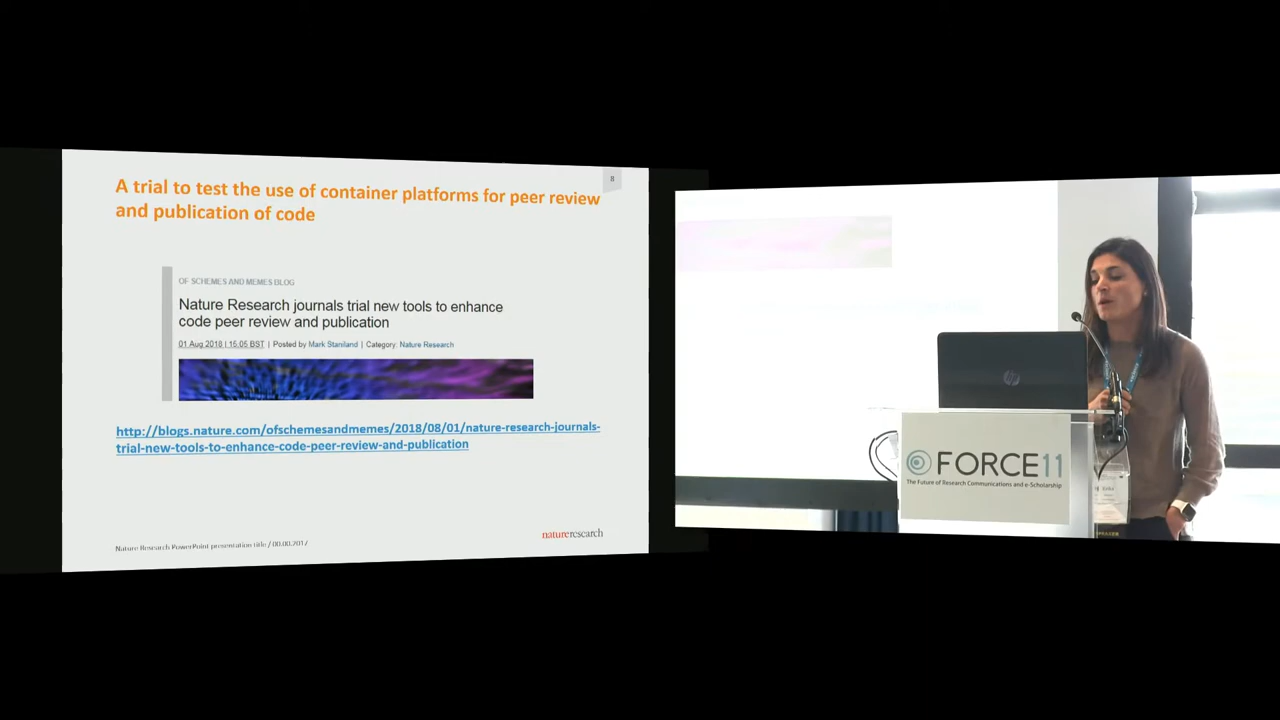 8
A trial to test the use of container platforms for peer review
and publication of code
OF SCHEMES AND MEMES BLOG
Nature Research journals trial new tools to enhance
code peer review and publication
01 Aug 2018 | 15:05 BST | Posted by Mark Staniland | Category: Nature Research
http://blogs.nature.com/ofschemesandmemes/2018/08/01/nature-research-journals-
trial-new-tools-to-enhance-code-peer-review-and-publication
natureresearch
Nature Research PowerPoint presentation title / 00.00.2017
hp
FORCE11
The Future of Research Communications and e-Scholarship